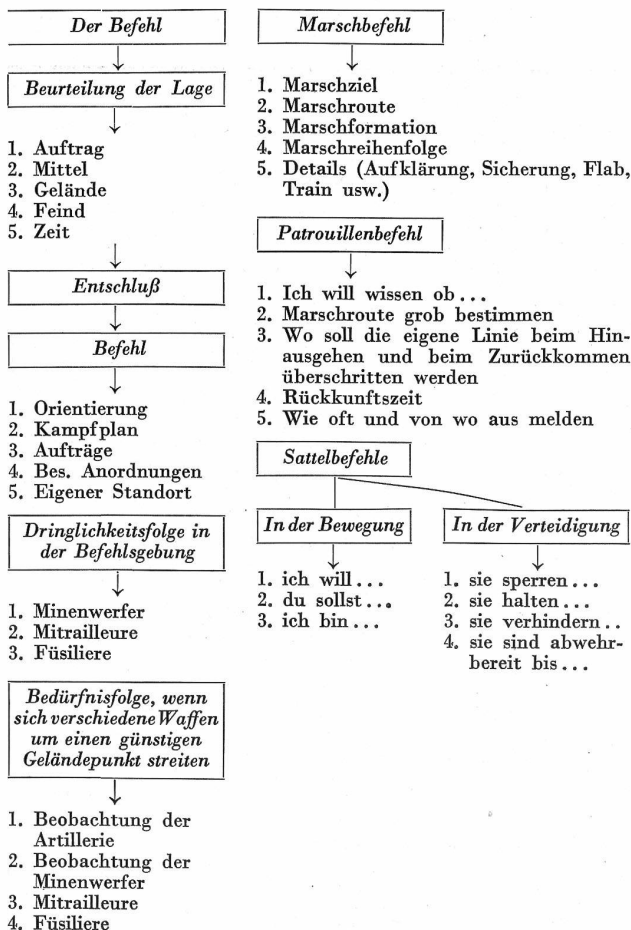 Der Befehl
Beurteilung der Lage
1. Auftrag
2. Mittel
3. Gelände
4. Feind
5. Zeit
Entschluß
Befehl
1. Orientierung
2. Kampfplan
3. Aufträge
4. Bes. Anordnungen
5. Eigener Standort
Dringlichkeitsfolge in
der Befehlsgebung
1. Minenwerfer
2. Mitrailleure
3. Füsiliere
Bedürfnisfolge, wenn
sich verschiedene Waffen
um einen günstigen
Geländepunkt streiten
1. Beobachtung der
Artillerie
2. Beobachtung der
Minenwerfer
3. Mitrailleure
4. Füsiliere
Marschbefehl
1. Marschziel
2. Marschroute
3. Marschformation
4. Marschreihenfolge
5. Details (Aufklärung, Sicherung, Flab,
Train usw.)
Patrouillenbefehl
1. Ich will wissen ob...
2. Marschroute grob bestimmen
3. Wo soll die eigene Linie beim Hin-
ausgehen und beim Zurückkommen
überschritten werden
4. Rückkunftszeit
5. Wie oft und von wo aus melden
Sattelbefehle
In der Bewegung
1. ich will...
2. du sollst...
3. ich bin...
In der Verteidigung
1. sie sperren...
2. sie halten...
3. sie verhindern..
4. sie sind abwehr-
bereit bis...